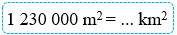 1 230 000 m² = ... km²